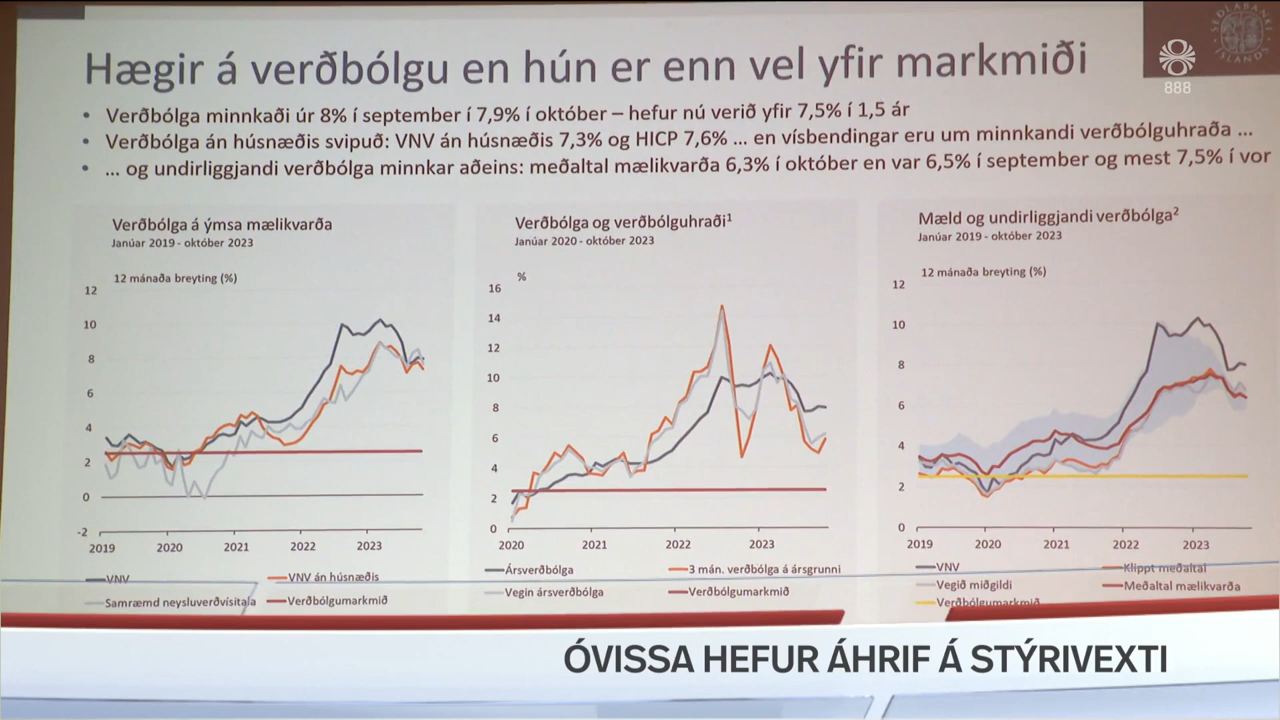 Hægir á verðbólgu en hún er enn vel yfir markmiði
SEÐLABANKI ÍSLANDS
888
• Verðbólga minnkaði úr 8% í september í 7,9% í október – hefur nú verið yfir 7,5% í 1,5 ár
• Verðbólga án húsnæðis svipuð: VNV án húsnæðis 7,3% og HICP 7,6% ... en vísbendingar eru um minnkandi verðbólguhraða ...
• ... og undirliggjandi verðbólga minnkar aðeins: meðaltal mælikvarða 6,3% í október en var 6,5% í september og mest 7,5% í vor
Verðbólga á ýmsa mælikvarða
Janúar 2019 - október 2023
12 mánaða breyting (%)
12
10
8
6
4
2
0
-2
2019 2020 2021 2022 2023
VNV
VNV án húsnæðis
Samræmd neysluverðvísitala
Verðbólgumarkmið
Verðbólga og verðbólguhraði¹
Janúar 2020 - október 2023
%
16
14
12
10
8
6
4
2
0
2020 2021 2022 2023
Ársverðbólga
3 mán. verðbólga á ársgrunni
Vegin ársverðbólga
Verðbólgumarkmið
Mæld og undirliggjandi verðbólga²
Janúar 2019 - október 2023
12 mánaða breyting (%)
12
10
8
6
4
2
0
2019 2020 2021 2022 2023
VNV
Klippt meðaltal
Vegið miðgildi
Meðaltal mælikvarða
Verðbólgumarkmið
ÓVISSA HEFUR ÁHRIF Á STÝRIVEXTI